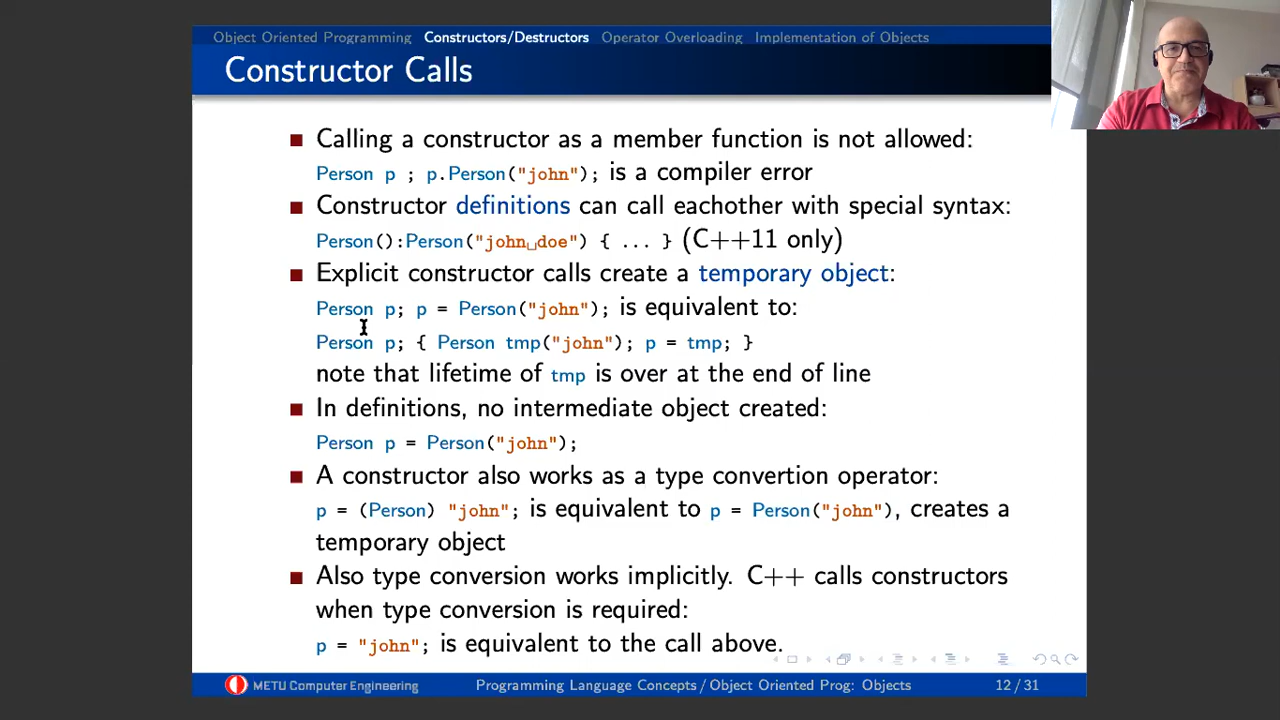 Object Oriented Programming Constructors/Destructors Operator Overloading Implementation of Objects
Constructor Calls
Calling a constructor as a member function is not allowed:
Person p ; p.Person("john"); is a compiler error
Constructor definitions can call eachother with special syntax:
Person():Person("john␣doe") { ... } (C++11 only)
Explicit constructor calls create a temporary object:
Person p; p = Person("john"); is equivalent to:
Person p; { Person tmp("john"); p = tmp; }
note that lifetime of tmp is over at the end of line
In definitions, no intermediate object created:
Person p = Person("john");
A constructor also works as a type convertion operator:
p = (Person) "john"; is equivalent to p = Person("john"), creates a
temporary object
Also type conversion works implicitly. C++ calls constructors
when type conversion is required:
p = "john"; is equivalent to the call above.
METU Computer Engineering Programming Language Concepts / Object Oriented Prog: Objects 12 / 31